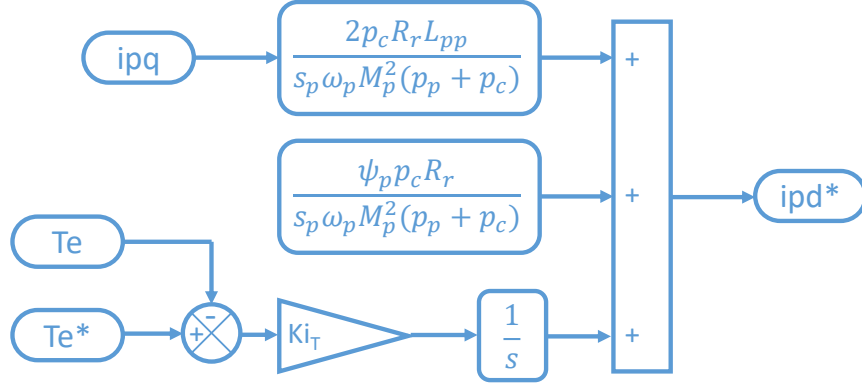 ipq
2p_c R_r L_pp
s_p ω_p M_p^2 (p_p + p_c)
+
ψ_p p_c R_r
s_p ω_p M_p^2 (p_p + p_c)
+
ipd*
Te
-
Te*
+
Ki_T
1
s
+